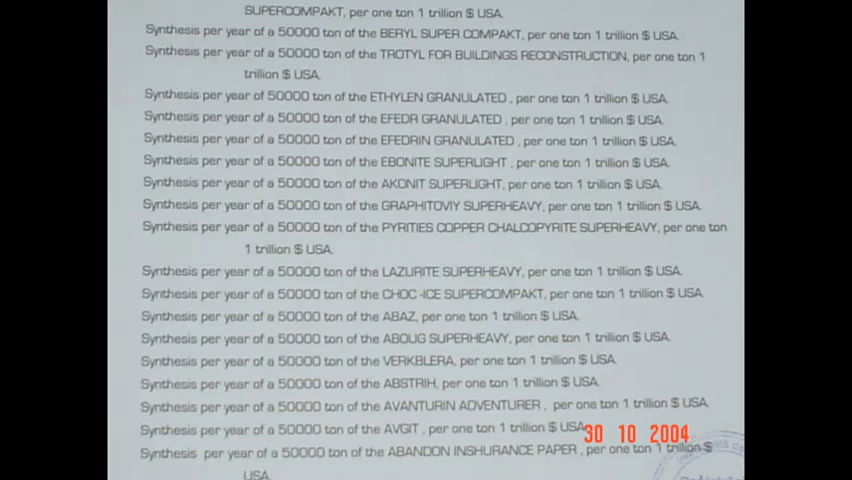 SUPERCOMPAKT, per one ton 1 trillion $ USA.
Synthesis per year of a 50000 ton of the BERYL SUPER COMPAKT, per one ton 1 trillion $ USA.
Synthesis per year of a 50000 ton of the TROTYL FOR BUILDINGS RECONSTRUCTION, per one ton 1
trillion $ USA.
Synthesis per year of 50000 ton of the ETHYLEN GRANULATED , per one ton 1 trillion $ USA.
Synthesis per year of a 50000 ton of the EFEDR GRANULATED , per one ton 1 trillion $ USA.
Synthesis per year of a 50000 ton of the EFEDRIN GRANULATED , per one ton 1 trillion $ USA.
Synthesis per year of a 50000 ton of the EBONITE SUPERLIGHT , per one ton 1 trillion $ USA.
Synthesis per year of a 50000 ton of the AKONIT SUPERLIGHT, per one ton 1 trillion $ USA.
Synthesis per year of a 50000 ton of the GRAPHITOVIY SUPERHEAVY, per one ton 1 trillion $ USA.
Synthesis per year of a 50000 ton of the PYRITIES COPPER CHALCOPYRITE SUPERHEAVY, per one ton
1 trillion $ USA.
Synthesis per year of a 50000 ton of the LAZURITE SUPERHEAVY, per one ton 1 trillion $ USA.
Synthesis per year of a 50000 ton of the CHOC -ICE SUPERCOMPAKT, per one ton 1 trillion $ USA.
Synthesis per year of a 50000 ton of the ABAZ, per one ton 1 trillion $ USA.
Synthesis per year of a 50000 ton of the ABOUG SUPERHEAVY, per one ton 1 trillion $ USA.
Synthesis per year of a 50000 ton of the VERKBLERA, per one ton 1 trillion $ USA.
Synthesis per year of a 50000 ton of the ABSTRIH, per one ton 1 trillion $ USA.
Synthesis per year of a 50000 ton of the AVANTURIN ADVENTURER , per one ton 1 trillion $ USA.
Synthesis per year of a 50000 ton of the AVGIT , per one ton 1 trillion $ USA.
30 10 2004
Synthesis per year of a 50000 ton of the ABANDON INSHURANCE PAPER , per one ton 1 trillion $
USA.